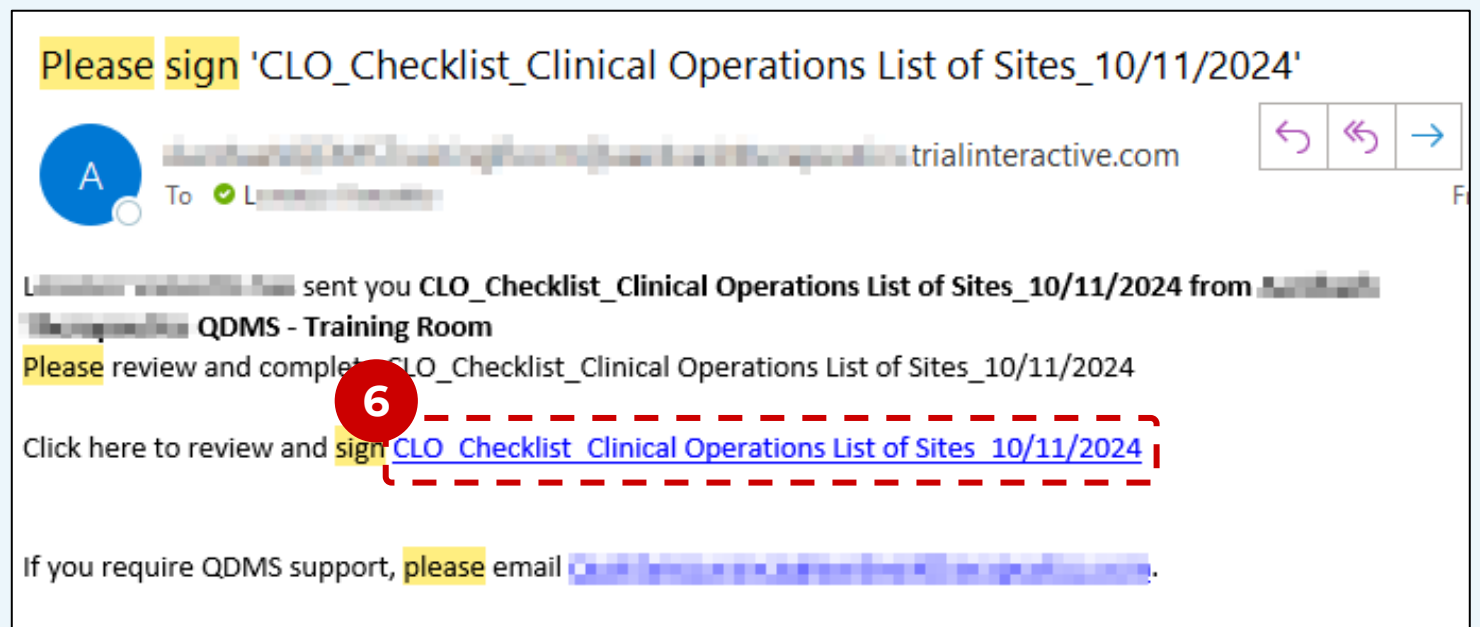 Please sign 'CLO_Checklist_Clinical Operations List of Sites_10/11/2024'
A
trialinteractive.com
To L
Fr
L sent you CLO_Checklist_Clinical Operations List of Sites_10/11/2024 from
QDMS - Training Room
Please review and complete CLO_Checklist_Clinical Operations List of Sites_10/11/2024
6
Click here to review and sign CLO_Checklist_Clinical Operations List of Sites_10/11/2024
If you require QDMS support, please email .